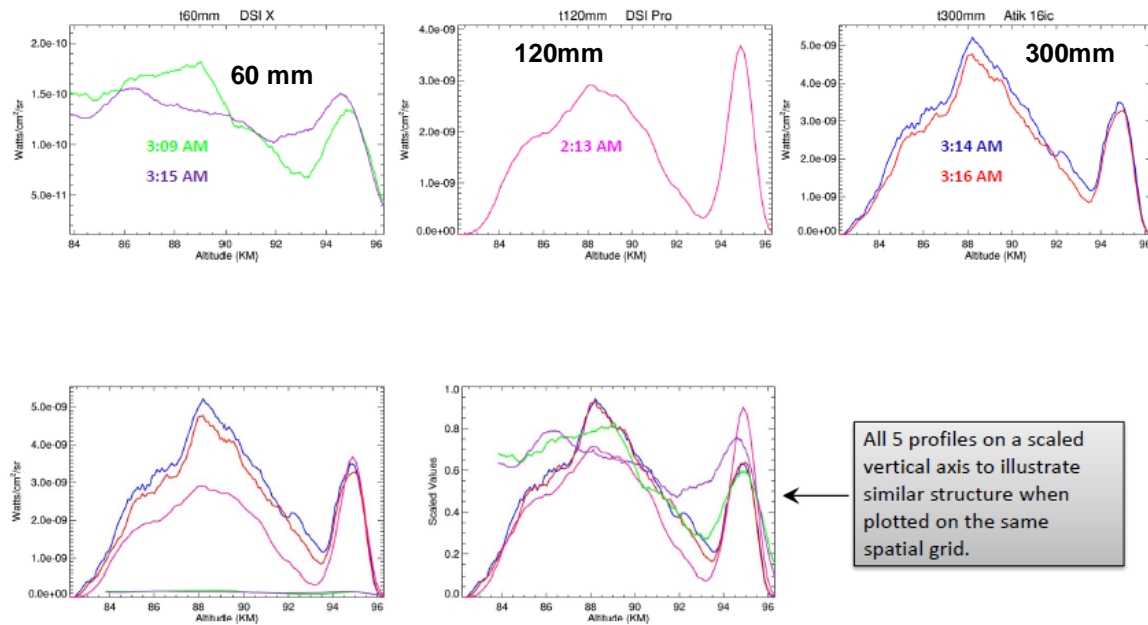 t60mm DSI X
2.0e-10
1.5e-10
1.0e-10
5.0e-11
Watts/cm²/sr
60 mm
3:09 AM
3:15 AM
84 86 88 90 92 94 96
Altitude (KM)
t120mm DSI Pro
4.0e-09
3.0e-09
2.0e-09
1.0e-09
0.0e+00
Watts/cm²/sr
120mm
2:13 AM
84 86 88 90 92 94 96
Altitude (KM)
t300mm Atik 16ic
5.0e-09
4.0e-09
3.0e-09
2.0e-09
1.0e-09
0.0e+00
Watts/cm²/sr
300mm
3:14 AM
3:16 AM
84 86 88 90 92 94 96
Altitude (KM)
5.0e-09
4.0e-09
3.0e-09
2.0e-09
1.0e-09
0.0e+00
Watts/cm²/sr
84 86 88 90 92 94 96
Altitude (KM)
1.0
0.8
0.6
0.4
0.2
0.0
Scaled Values
84 86 88 90 92 94 96
Altitude (KM)
All 5 profiles on a scaled
vertical axis to illustrate
similar structure when
plotted on the same
spatial grid.